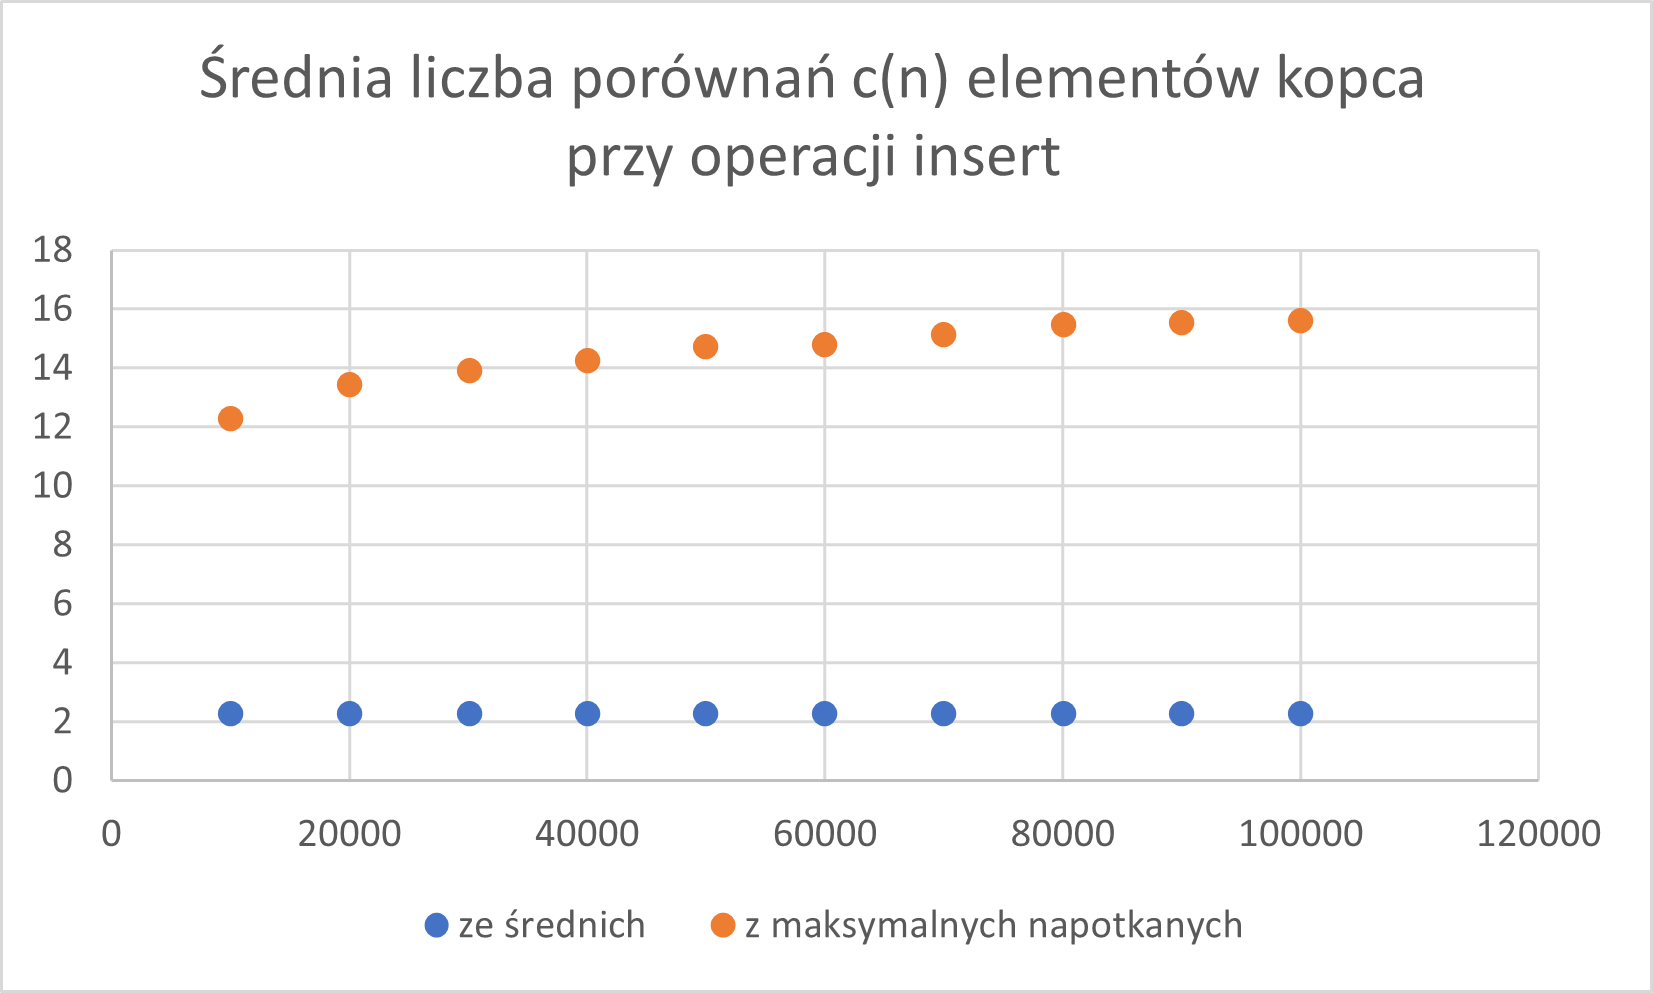 Średnia liczba porównań c(n) elementów kopca
przy operacji insert
18
16
14
12
10
8
6
4
2
0
0 20000 40000 60000 80000 100000 120000
ze średnich z maksymalnych napotkanych